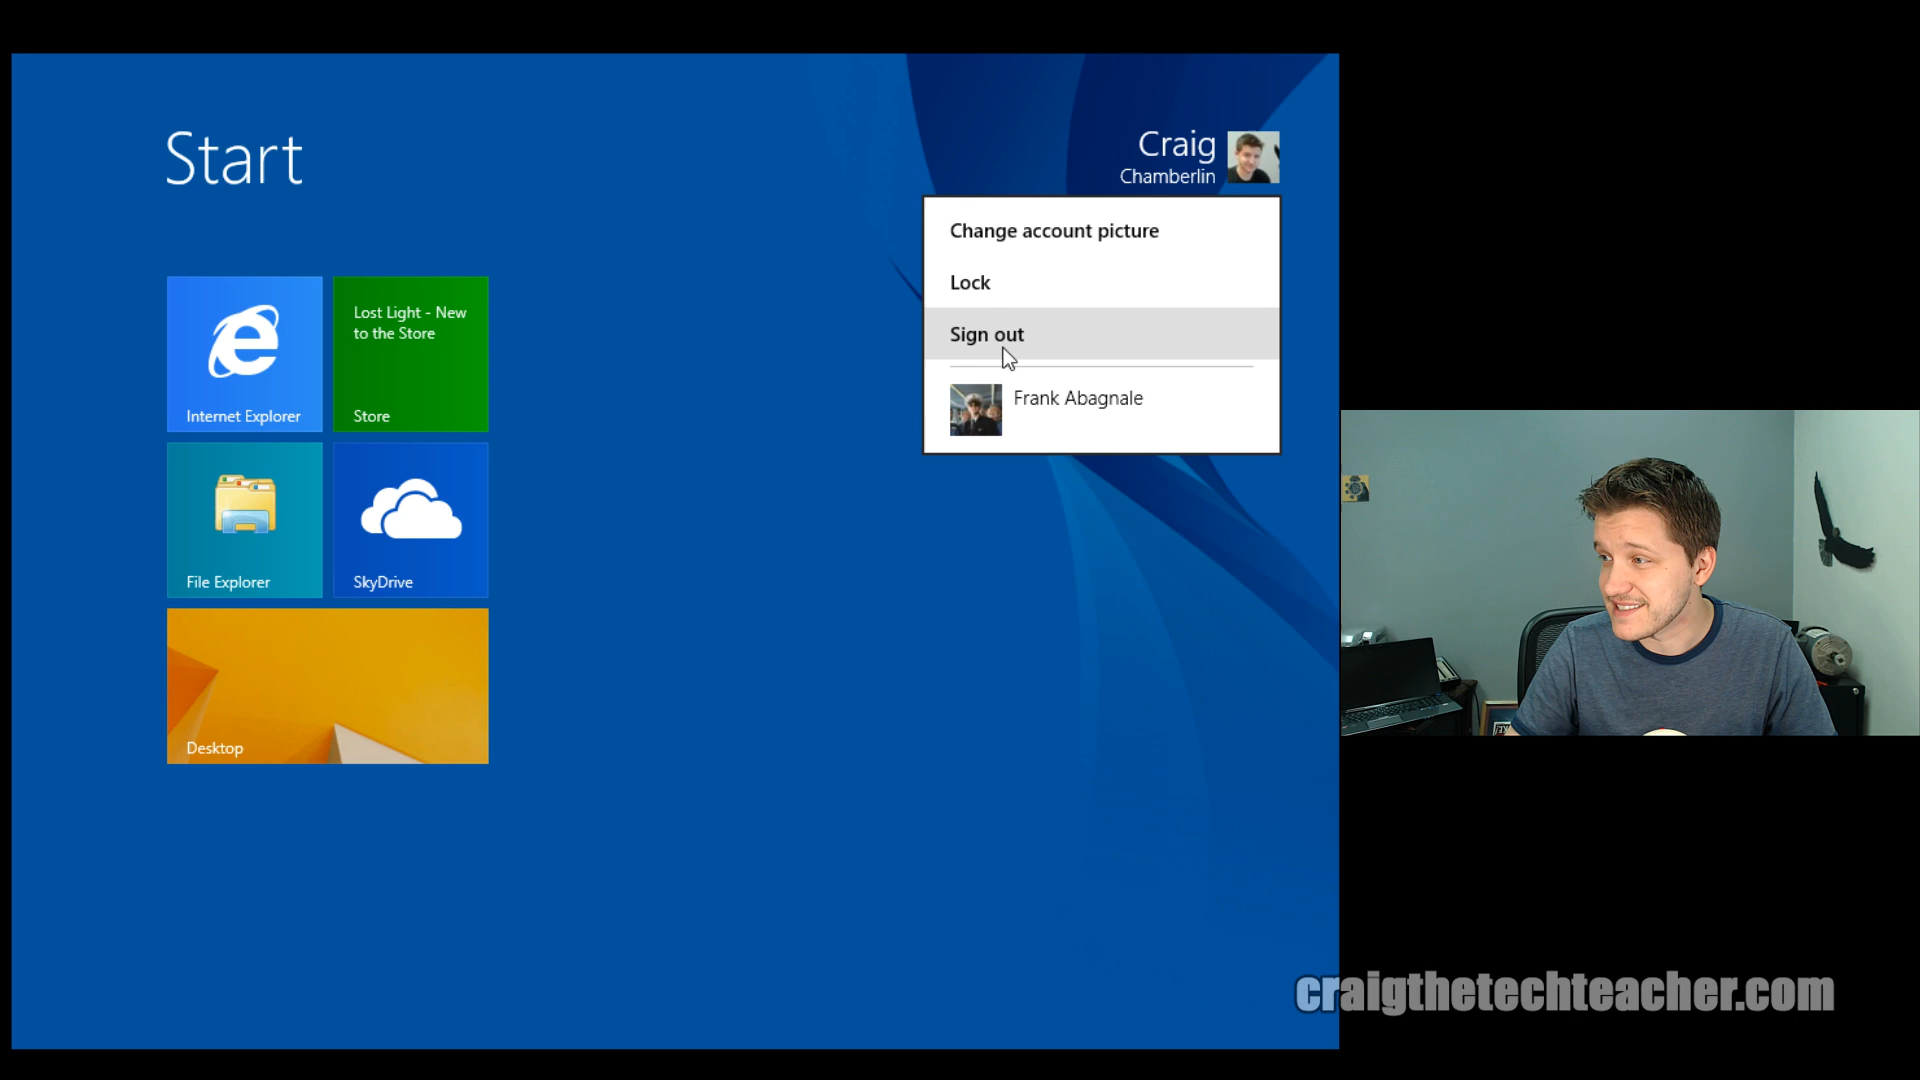 Start
Craig
Chamberlin
Change account picture
Lock
Sign out
Frank Abagnale
Internet Explorer
Lost Light - New
to the Store
Store
File Explorer
SkyDrive
Desktop
craigthetechteacher.com